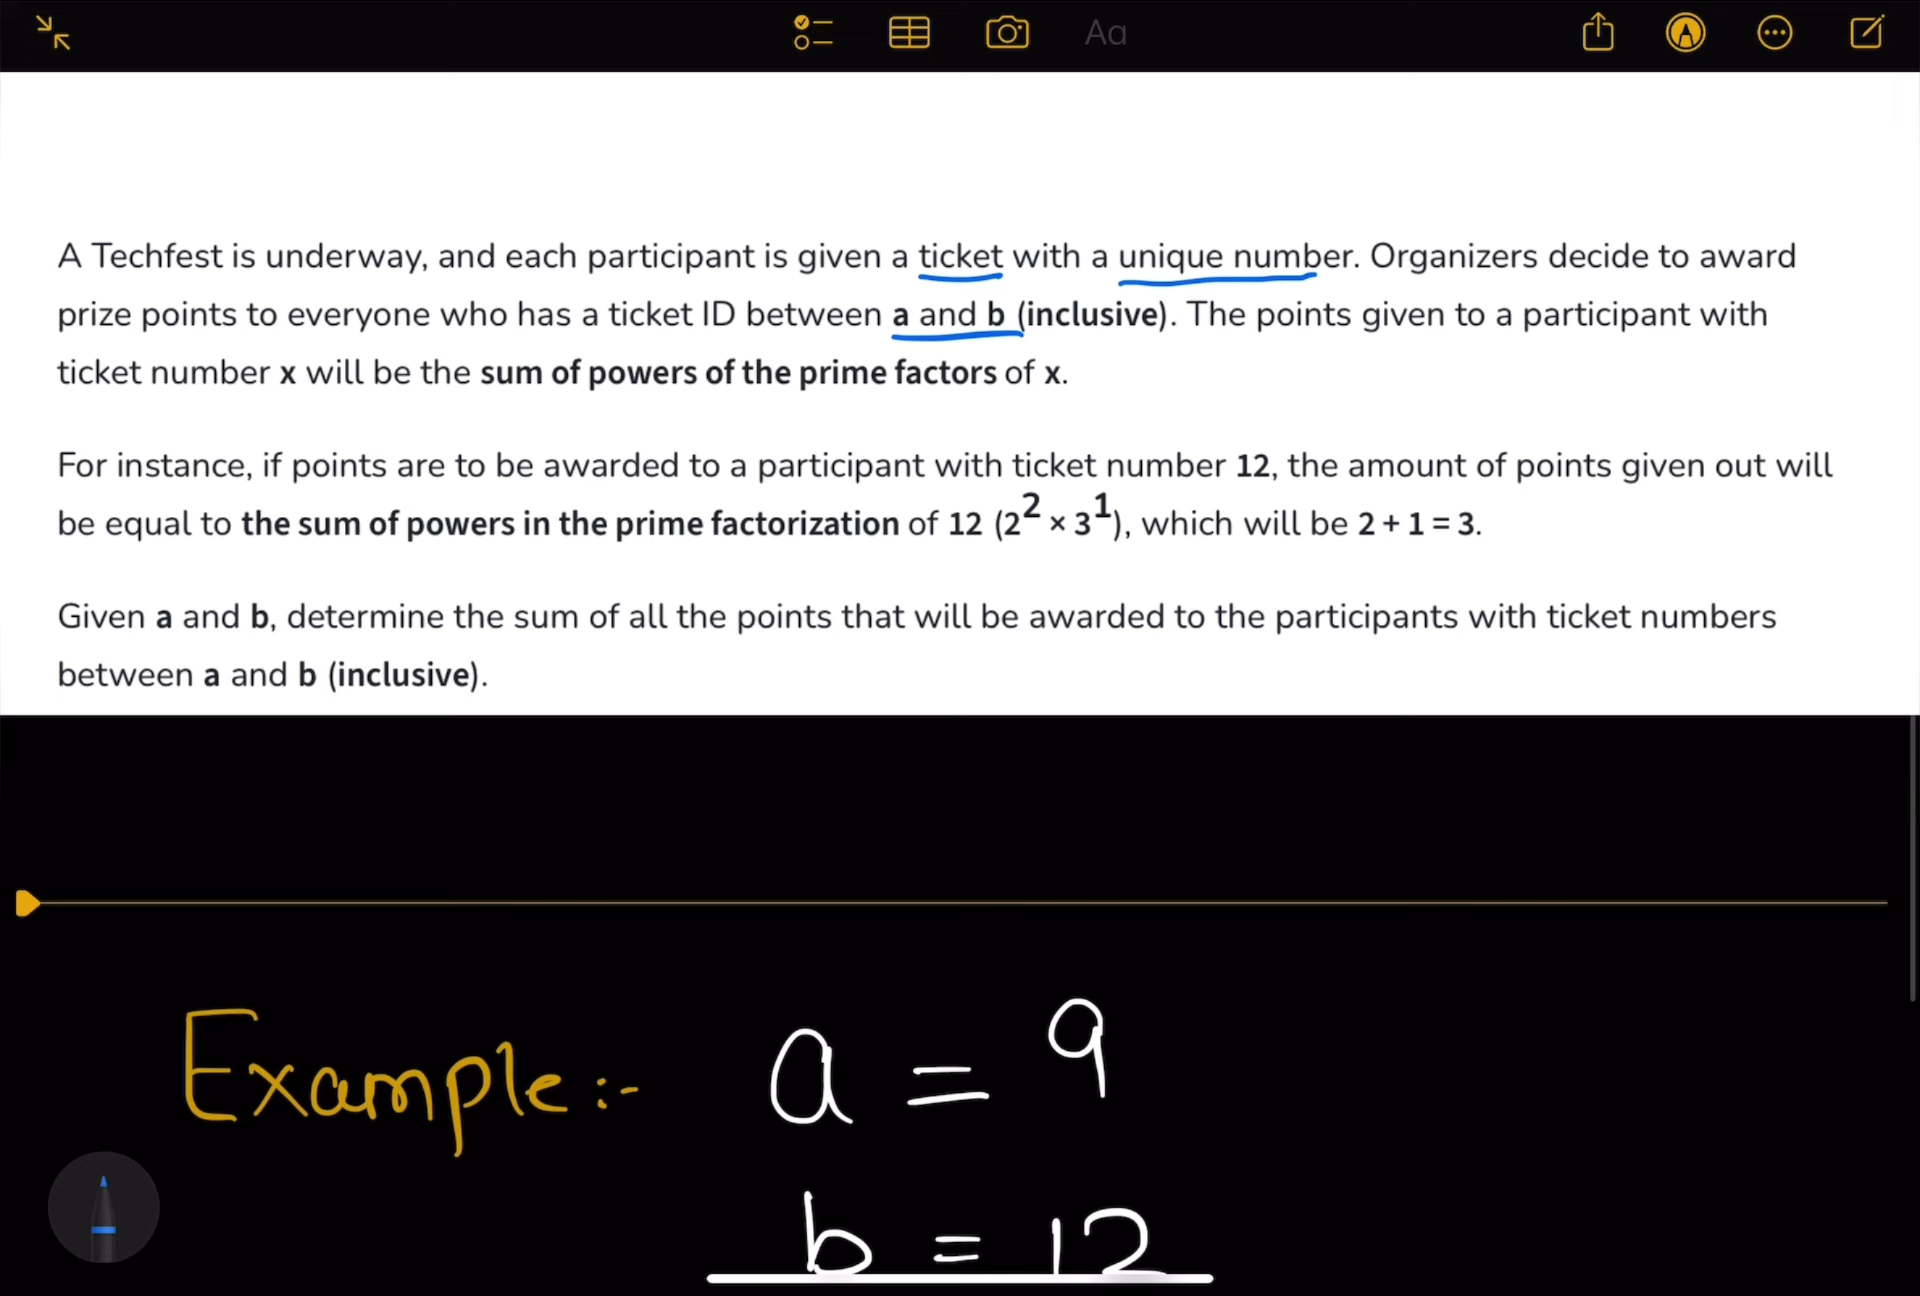 Aa
A Techfest is underway, and each participant is given a ticket with a unique number. Organizers decide to award
prize points to everyone who has a ticket ID between a and b (inclusive). The points given to a participant with
ticket number x will be the sum of powers of the prime factors of x.
For instance, if points are to be awarded to a participant with ticket number 12, the amount of points given out will
be equal to the sum of powers in the prime factorization of 12 (2² × 3¹), which will be 2 + 1 = 3.
Given a and b, determine the sum of all the points that will be awarded to the participants with ticket numbers
between a and b (inclusive).
Example :- a = 9
b = 12